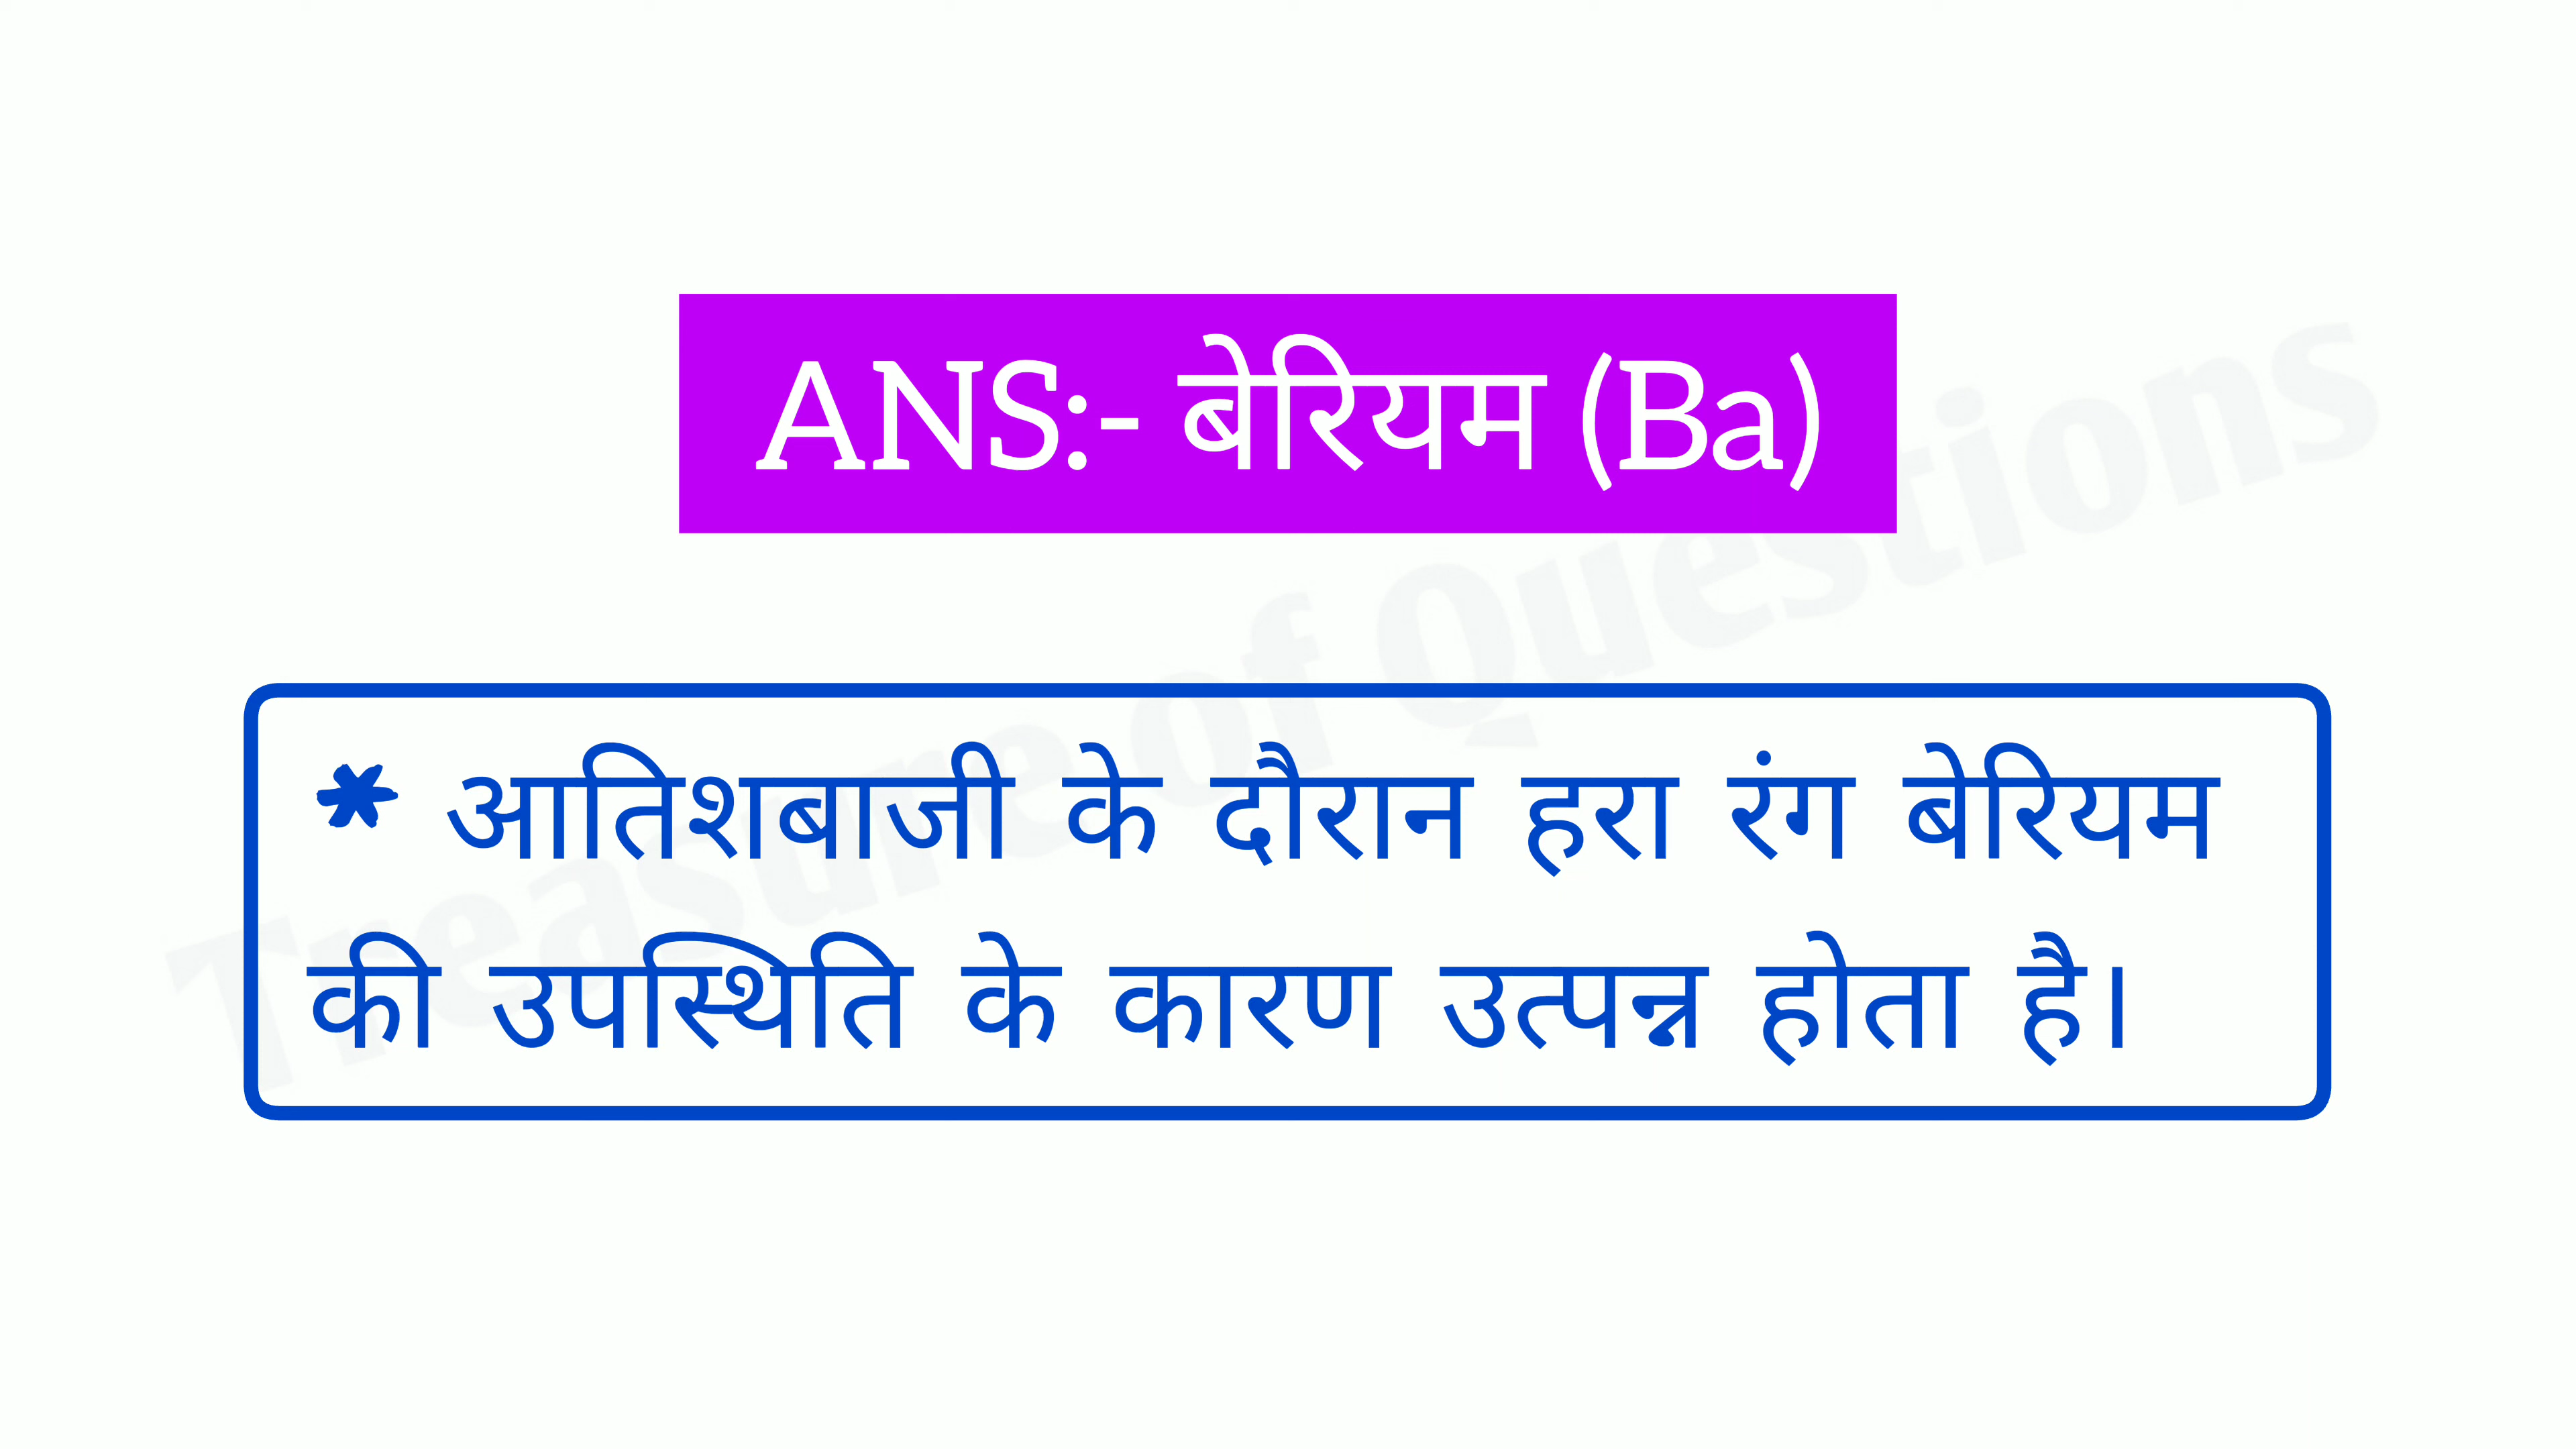 ANS:- बेरियम (Ba)
Treasure of Questions
* आतिशबाजी के दौरान हरा रंग बेरियम
की उपस्थिति के कारण उत्पन्न होता है।